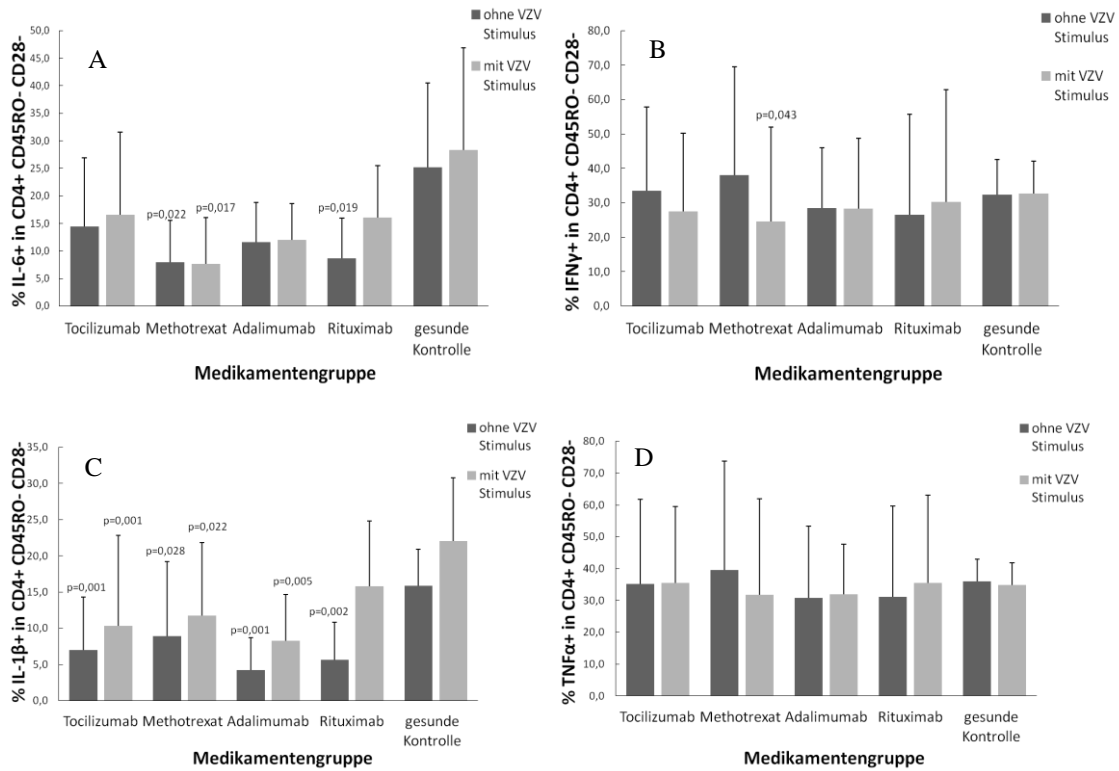 A
% IL-6+ in CD4+ CD45RO- CD28-
50,0
45,0
40,0
35,0
30,0
25,0
20,0
15,0
10,0
5,0
0,0
ohne VZV
Stimulus
mit VZV
Stimulus
p=0,022
p=0,017
p=0,019
Tocilizumab Methotrexat Adalimumab Rituximab gesunde
Kontrolle
Medikamentengruppe
B
% IFNγ+ in CD4+ CD45RO- CD28-
80,0
70,0
60,0
50,0
40,0
30,0
20,0
10,0
0,0
ohne VZV
Stimulus
mit VZV
Stimulus
p=0,043
Tocilizumab Methotrexat Adalimumab Rituximab gesunde
Kontrolle
Medikamentengruppe
C
% IL-1β+ in CD4+ CD45RO- CD28-
35,0
30,0
25,0
20,0
15,0
10,0
5,0
0,0
ohne VZV
Stimulus
mit VZV
Stimulus
p=0,001
p=0,001
p=0,028
p=0,022
p=0,001
p=0,005
p=0,002
Tocilizumab Methotrexat Adalimumab Rituximab gesunde
Kontrolle
Medikamentengruppe
D
% TNFα+ in CD4+ CD45RO- CD28-
80,0
70,0
60,0
50,0
40,0
30,0
20,0
10,0
0,0
ohne VZV
Stimulus
mit VZV
Stimulus
Tocilizumab Methotrexat Adalimumab Rituximab gesunde
Kontrolle
Medikamentengruppe